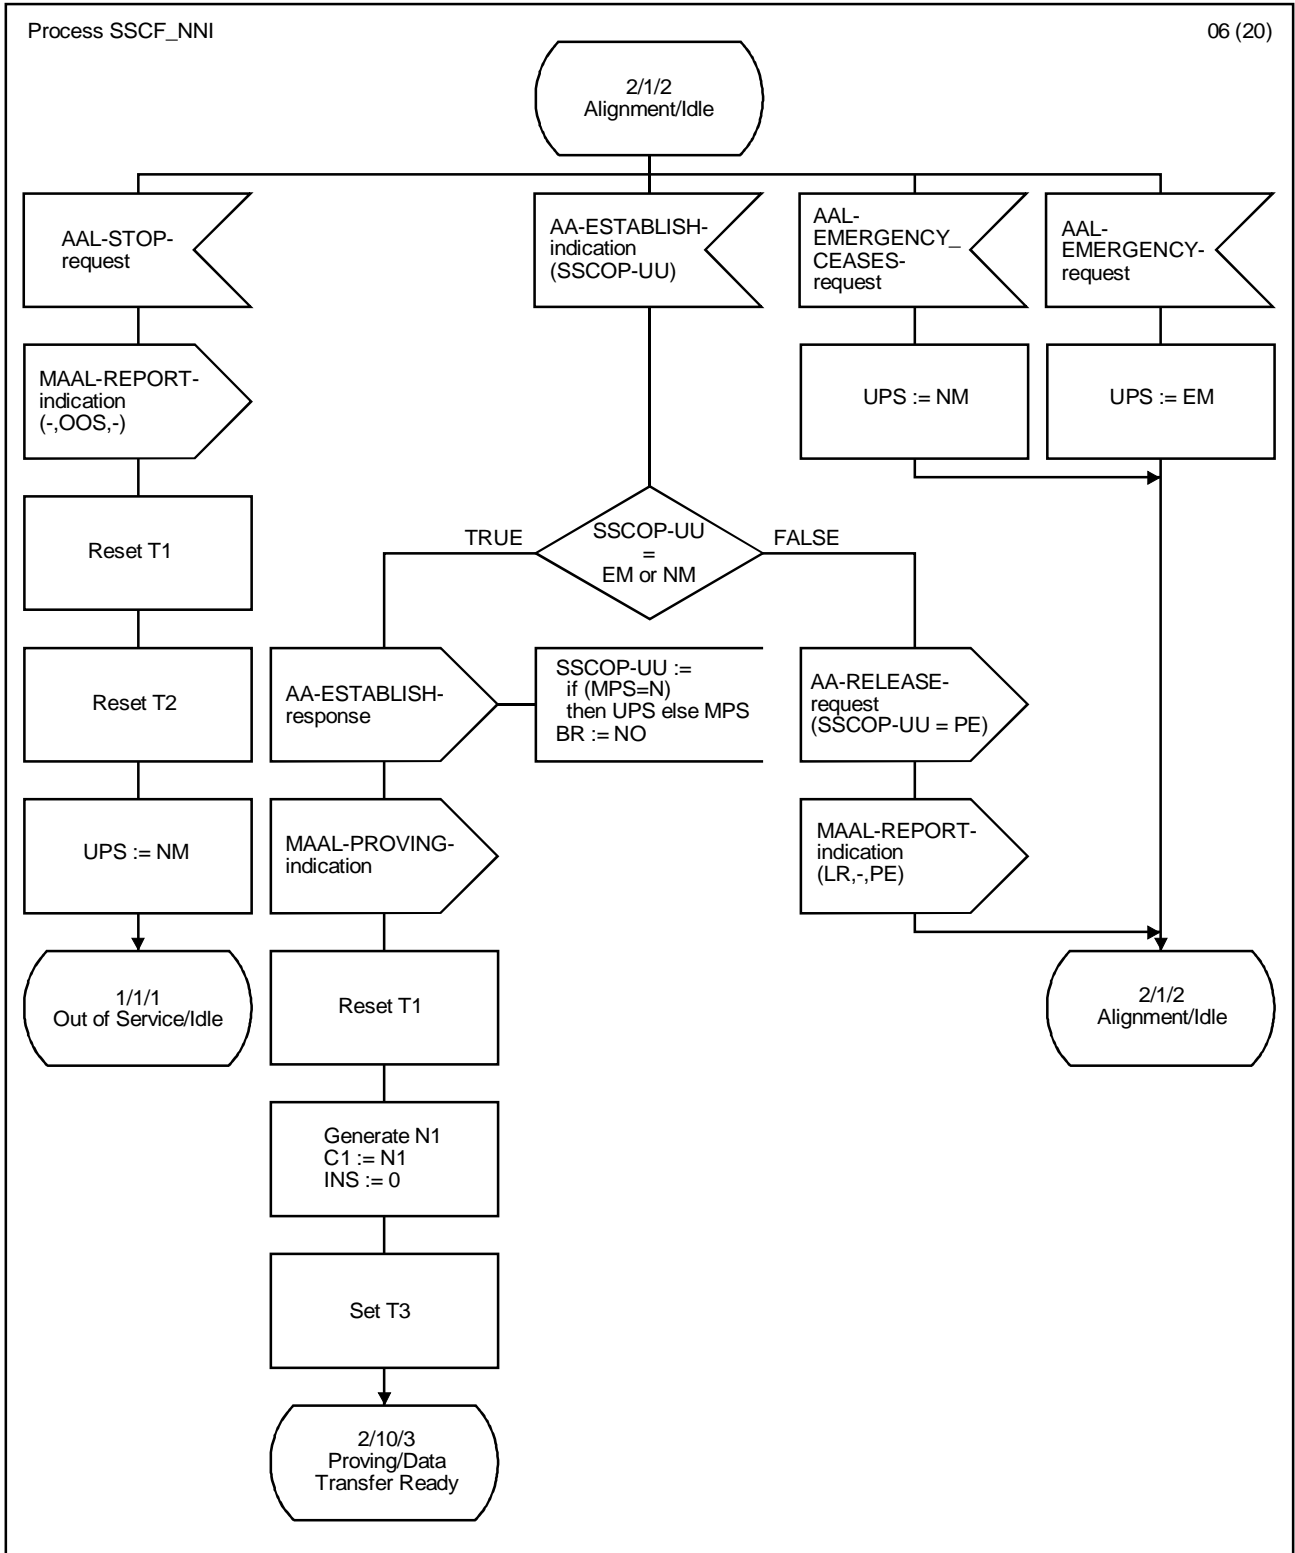 Process SSCF_NNI
06 (20)
2/1/2
Alignment/Idle
AAL-STOP-
request
AA-ESTABLISH-
indication
(SSCOP-UU)
AAL-
EMERGENCY_
CEASES-
request
AAL-
EMERGENCY-
request
MAAL-REPORT-
indication
(-,OOS,-)
UPS := NM
UPS := EM
Reset T1
TRUE
SSCOP-UU
=
EM or NM
FALSE
Reset T2
AA-ESTABLISH-
response
SSCOP-UU :=
if (MPS=N)
then UPS else MPS
BR := NO
AA-RELEASE-
request
(SSCOP-UU = PE)
UPS := NM
MAAL-PROVING-
indication
MAAL-REPORT-
indication
(LR,-,PE)
1/1/1
Out of Service/Idle
Reset T1
2/1/2
Alignment/Idle
Generate N1
C1 := N1
INS := 0
Set T3
2/10/3
Proving/Data
Transfer Ready